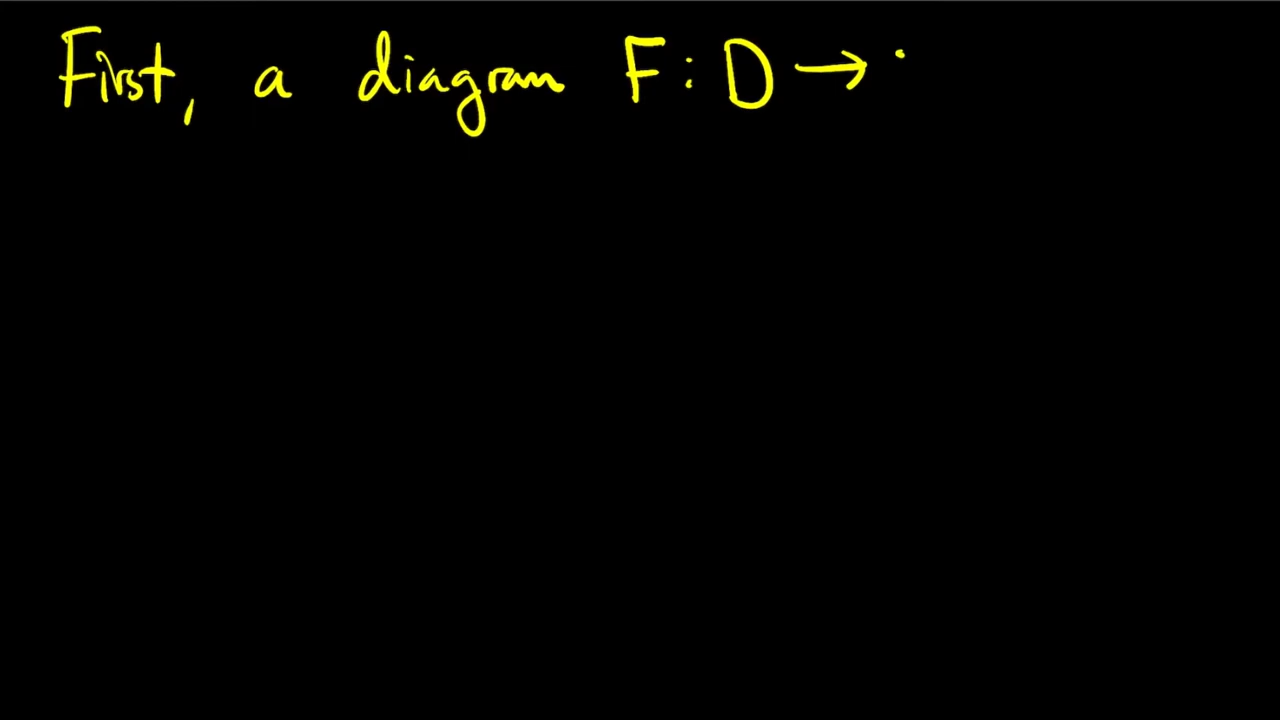 First, a diagram F : D →